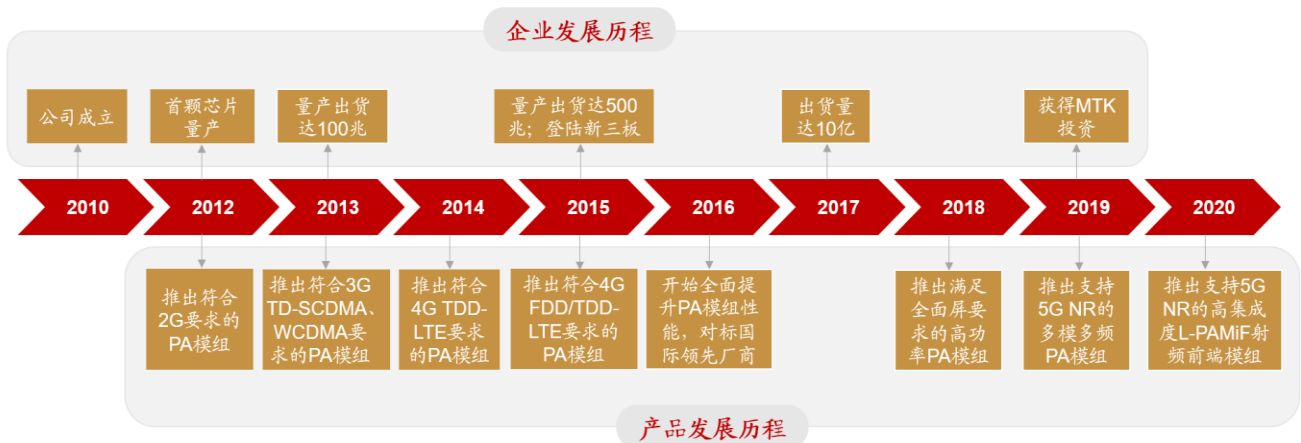 企业发展历程
公司成立
首颗芯片
量产
量产出货
达100兆
量产出货达500
兆；登陆新三板
出货量
达10亿
获得MTK
投资
2010
2012
2013
2014
2015
2016
2017
2018
2019
2020
推出符合
2G要求的
PA模组
推出符合3G
TD-SCDMA、
WCDMA要
求的PA模组
推出符合
4G TDD-
LTE要求
的PA模组
推出符合4G
FDD/TDD-
LTE要求的
PA模组
开始全面提
升PA模组性
能，对标国
际领先厂商
推出满足
全面屏要
求的高功
率PA模组
推出支持
5G NR的
多模多频
PA模组
推出支持5G
NR的高集成
度L-PAMiF射
频前端模组
产品发展历程